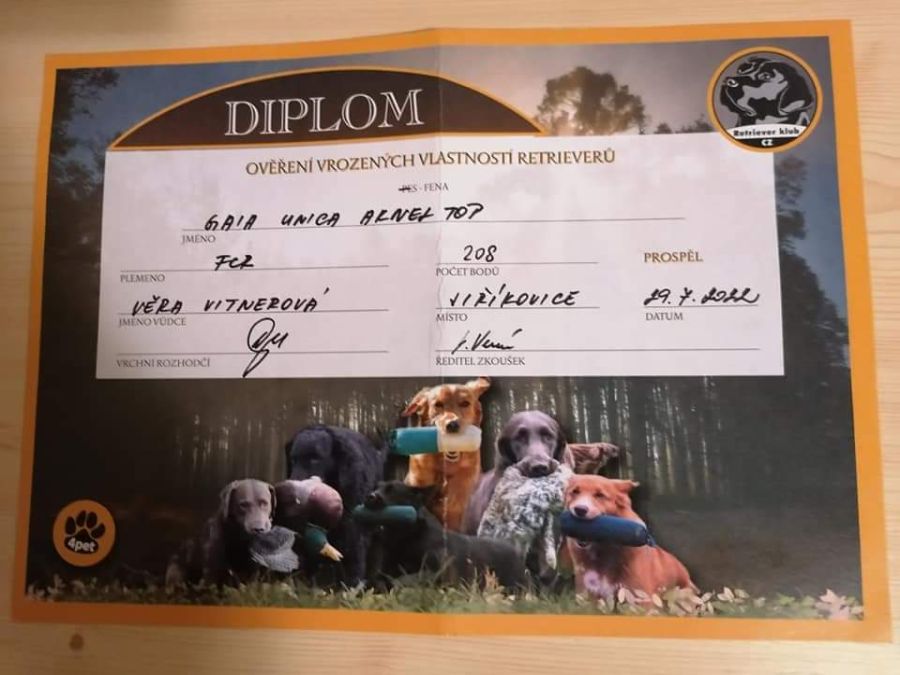 DIPLOM
Retriever klub
CZ
OVĚŘENÍ VROZENÝCH VLASTNOSTÍ RETRIEVERŮ
PES - FENA
GAIA UNICA ARNEX TOP
JMÉNO
FCR 208 PROSPĚL
PLEMENO POČET BODŮ
VĚRA VITNEROVÁ JIŘÍKOVICE 29.7.2022
JMÉNO VŮDCE MÍSTO DATUM
VRCHNÍ ROZHODČÍ ŘEDITEL ZKOUŠEK
4pet